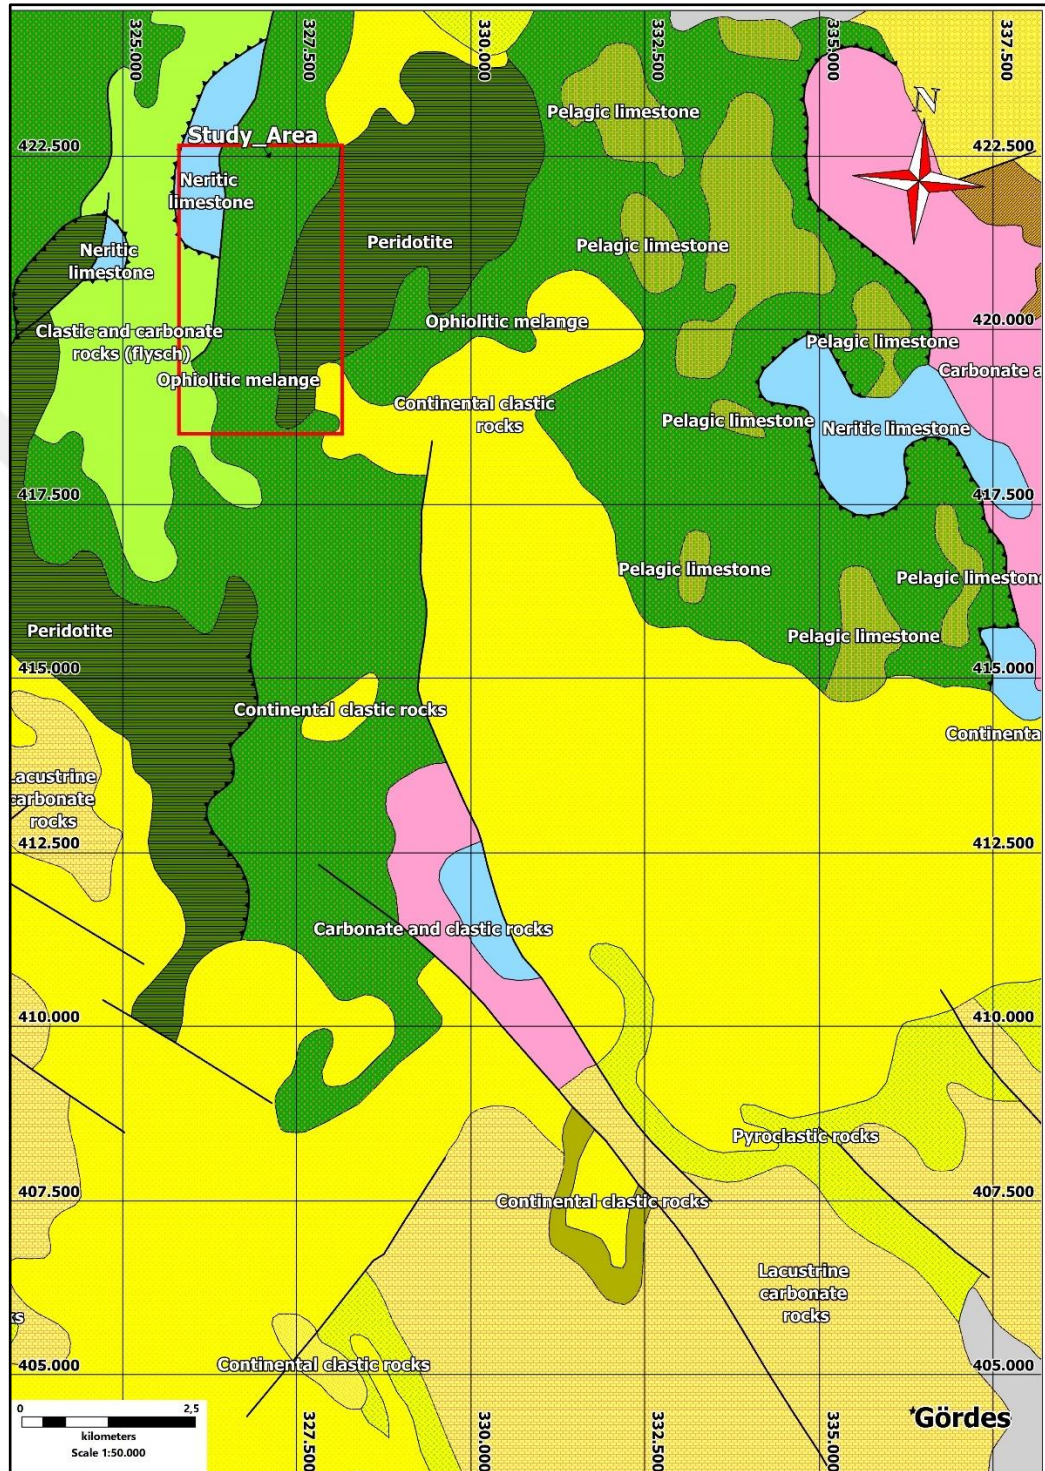 325.000
327.500
330.000
332.500
335.000
337.500
N
Pelagic limestone
Study_Area
422.500
422.500
Neritic
limestone
Peridotite
Pelagic limestone
Neritic
limestone
Ophiolitic melange
420.000
Clastic and carbonate
rocks (flysch)
Pelagic limestone
Carbonate a
Ophiolitic melange
Continental clastic
rocks
Pelagic limestone
Neritic limestone
417.500
417.500
Pelagic limestone
Pelagic limestone
Peridotite
Pelagic limestone
415.000
415.000
Continental clastic rocks
Continenta
Lacustrine
carbonate
rocks
412.500
412.500
Carbonate and clastic rocks
410.000
410.000
Pyroclastic rocks
407.500
407.500
Continental clastic rocks
Lacustrine
carbonate
rocks
ks
405.000
405.000
Continental clastic rocks
0 2,5
kilometers
Scale 1:50.000
327.500
330.000
332.500
335.000
Gördes